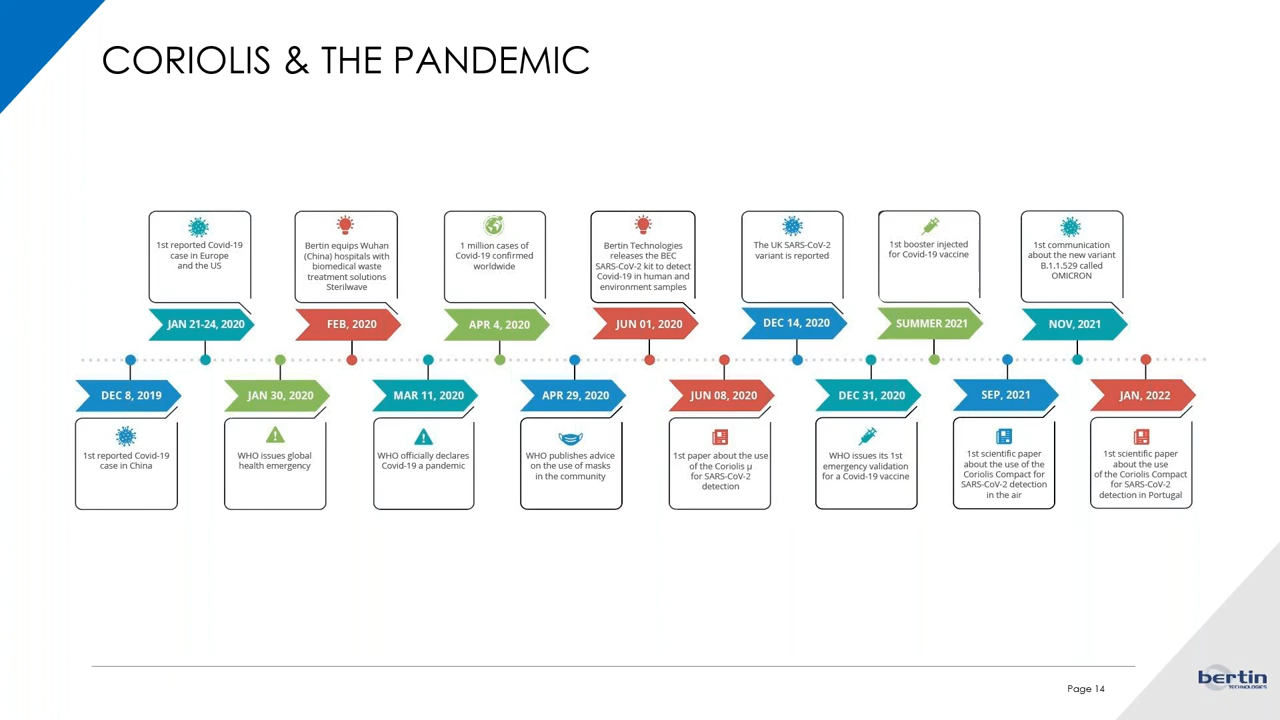 CORIOLIS & THE PANDEMIC
1st reported Covid-19
case in Europe
and the US
JAN 21-24, 2020
Bertin equips Wuhan
(China) hospitals with
biomedical waste
treatment solutions
Sterilwave
FEB, 2020
1 million cases of
Covid-19 confirmed
worldwide
APR 4, 2020
Bertin Technologies
releases the BEC
SARS-CoV-2 kit to detect
Covid-19 in human and
environment samples
JUN 01, 2020
The UK SARS-CoV-2
variant is reported
DEC 14, 2020
1st booster injected
for Covid-19 vaccine
SUMMER 2021
1st communication
about the new variant
B.1.1.529 called
OMICRON
NOV, 2021
DEC 8, 2019
1st reported Covid-19
case in China
JAN 30, 2020
WHO issues global
health emergency
MAR 11, 2020
WHO officially declares
Covid-19 a pandemic
APR 29, 2020
WHO publishes advice
on the use of masks
in the community
JUN 08, 2020
1st paper about the use
of the Coriolis µ
for SARS-CoV-2
detection
DEC 31, 2020
WHO issues its 1st
emergency validation
for a Covid-19 vaccine
SEP, 2021
1st scientific paper
about the use of the
Coriolis Compact for
SARS-CoV-2 detection
in the air
JAN, 2022
1st scientific paper
about the use
of the Coriolis Compact
for SARS-CoV-2
detection in Portugal
Page 14
bertin
TECHNOLOGIES